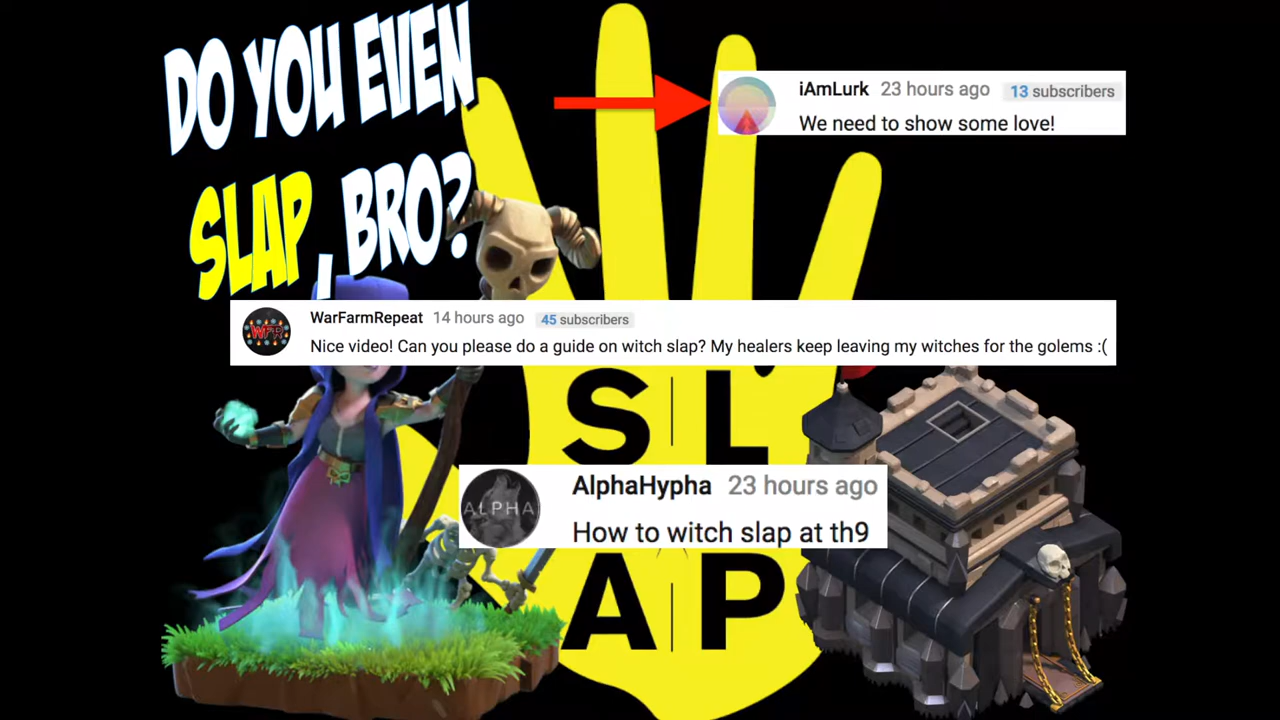 DO YOU EVEN
SLAP, BRO?
iAmLurk 23 hours ago 13 subscribers
We need to show some love!
WarFarmRepeat 14 hours ago 45 subscribers
WFR
Nice video! Can you please do a guide on witch slap? My healers keep leaving my witches for the golems :(
S L
AlphaHypha 23 hours ago
ALPHA
How to witch slap at th9
A P